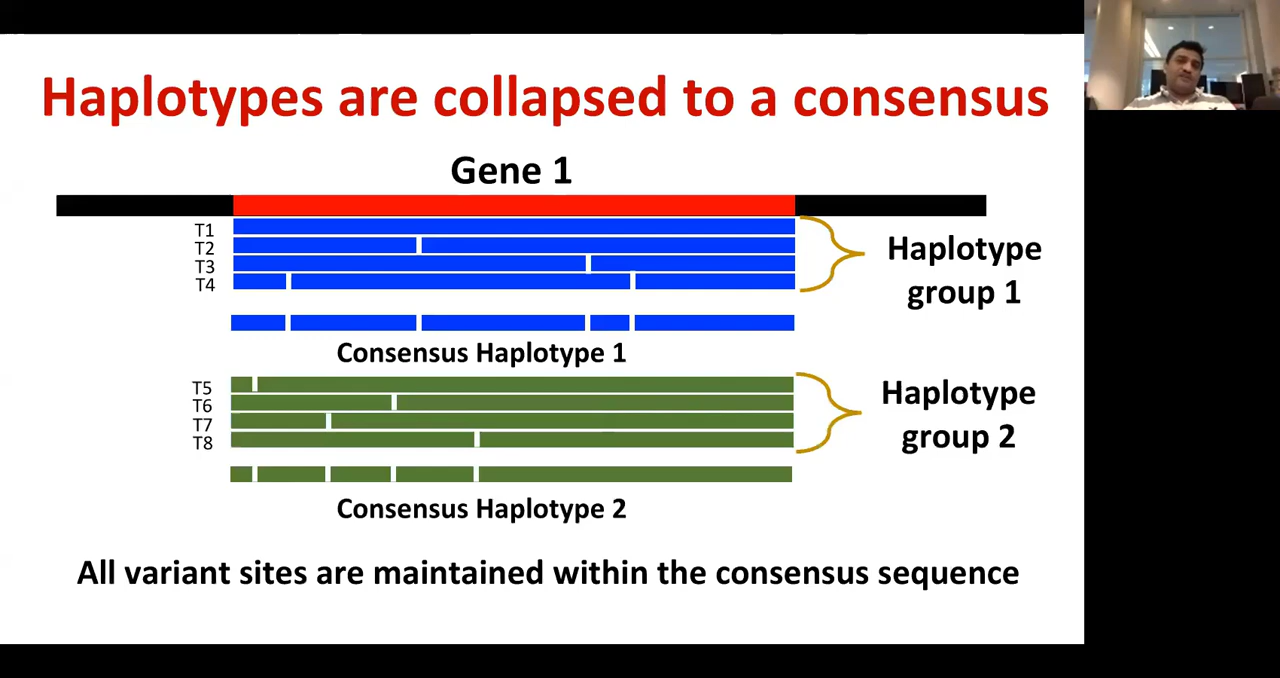 Haplotypes are collapsed to a consensus
Gene 1
T1
T2
T3
T4
Haplotype
group 1
Consensus Haplotype 1
T5
T6
T7
T8
Haplotype
group 2
Consensus Haplotype 2
All variant sites are maintained within the consensus sequence